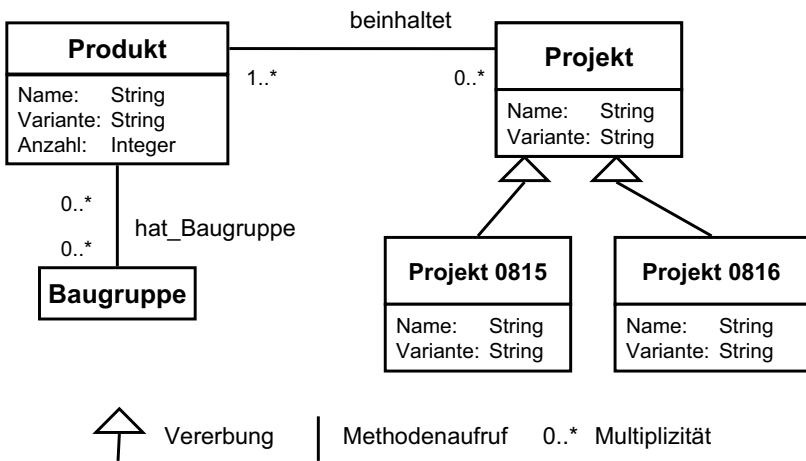 beinhaltet
Produkt
1..*
0..*
Projekt
Name: String
Variante: String
Anzahl: Integer
Name: String
Variante: String
0..*
hat_Baugruppe
0..*
Baugruppe
Projekt 0815
Name: String
Variante: String
Projekt 0816
Name: String
Variante: String
Vererbung
Methodenaufruf
0..* Multiplizität